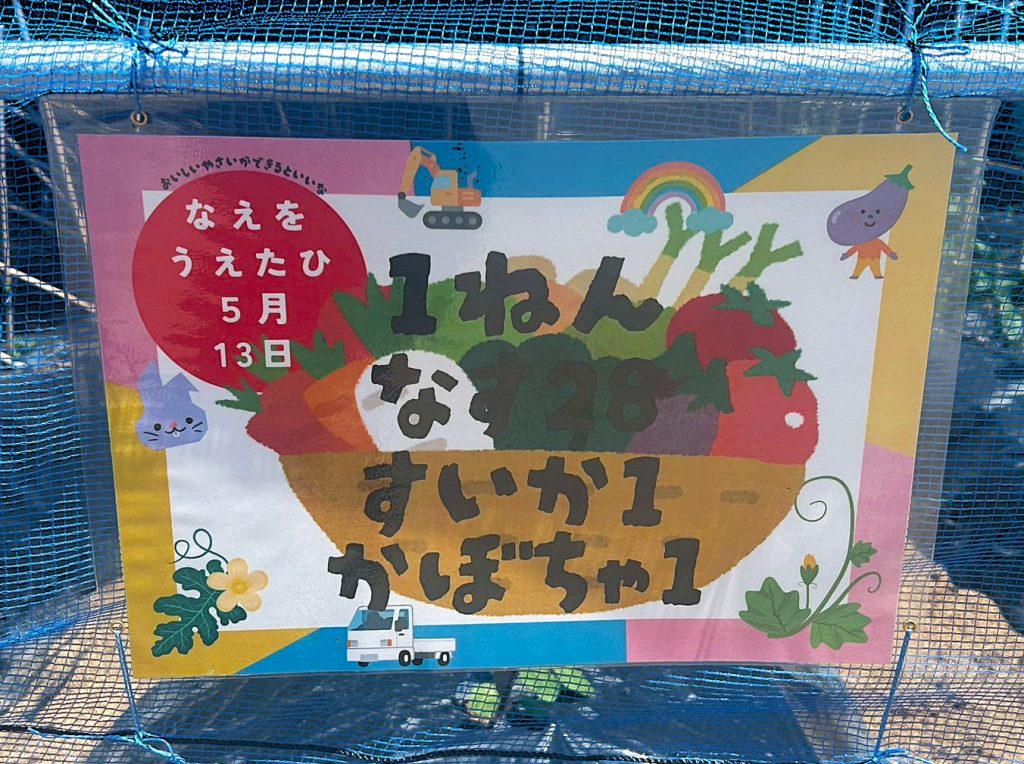 おいしいやさいができるといいな
なえを
うえたひ
5月
13日
1ねん
なす28
すいか1
かぼちゃ1